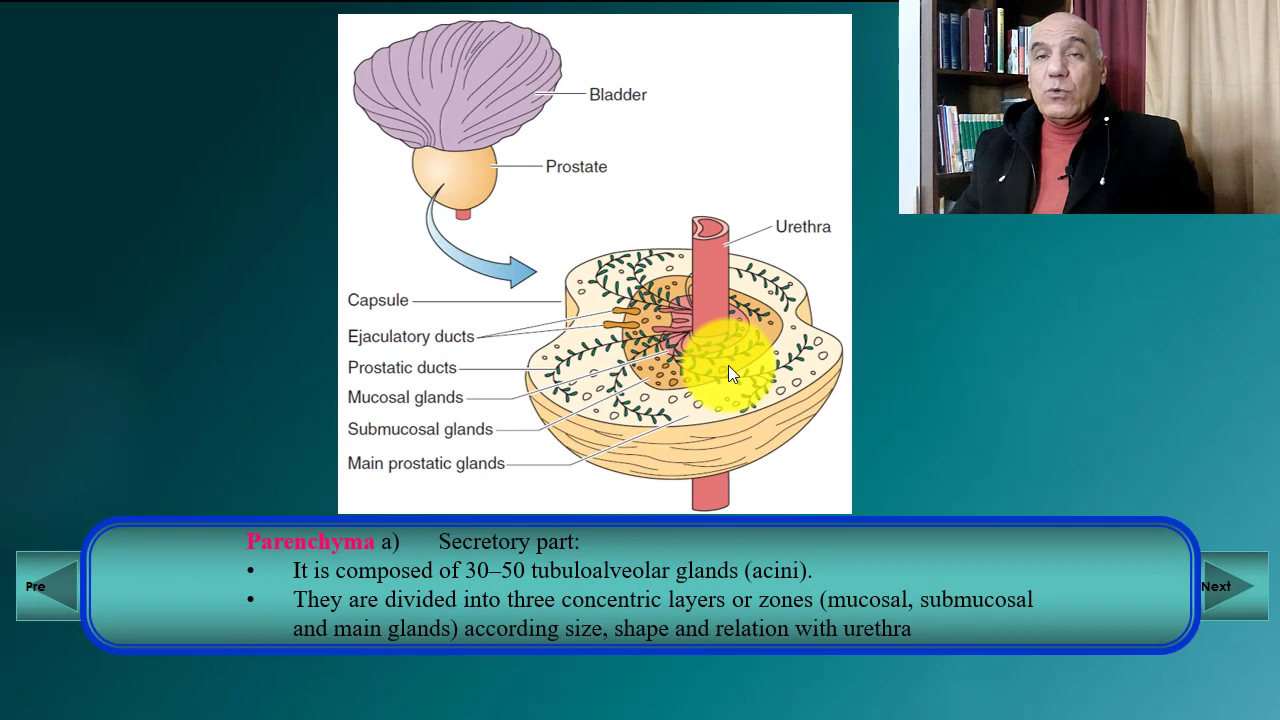 Bladder
Prostate
Urethra
Capsule
Ejaculatory ducts
Prostatic ducts
Mucosal glands
Submucosal glands
Main prostatic glands
Parenchyma a) Secretory part:
• It is composed of 30–50 tubuloalveolar glands (acini).
• They are divided into three concentric layers or zones (mucosal, submucosal
and main glands) according size, shape and relation with urethra
Pre
Next